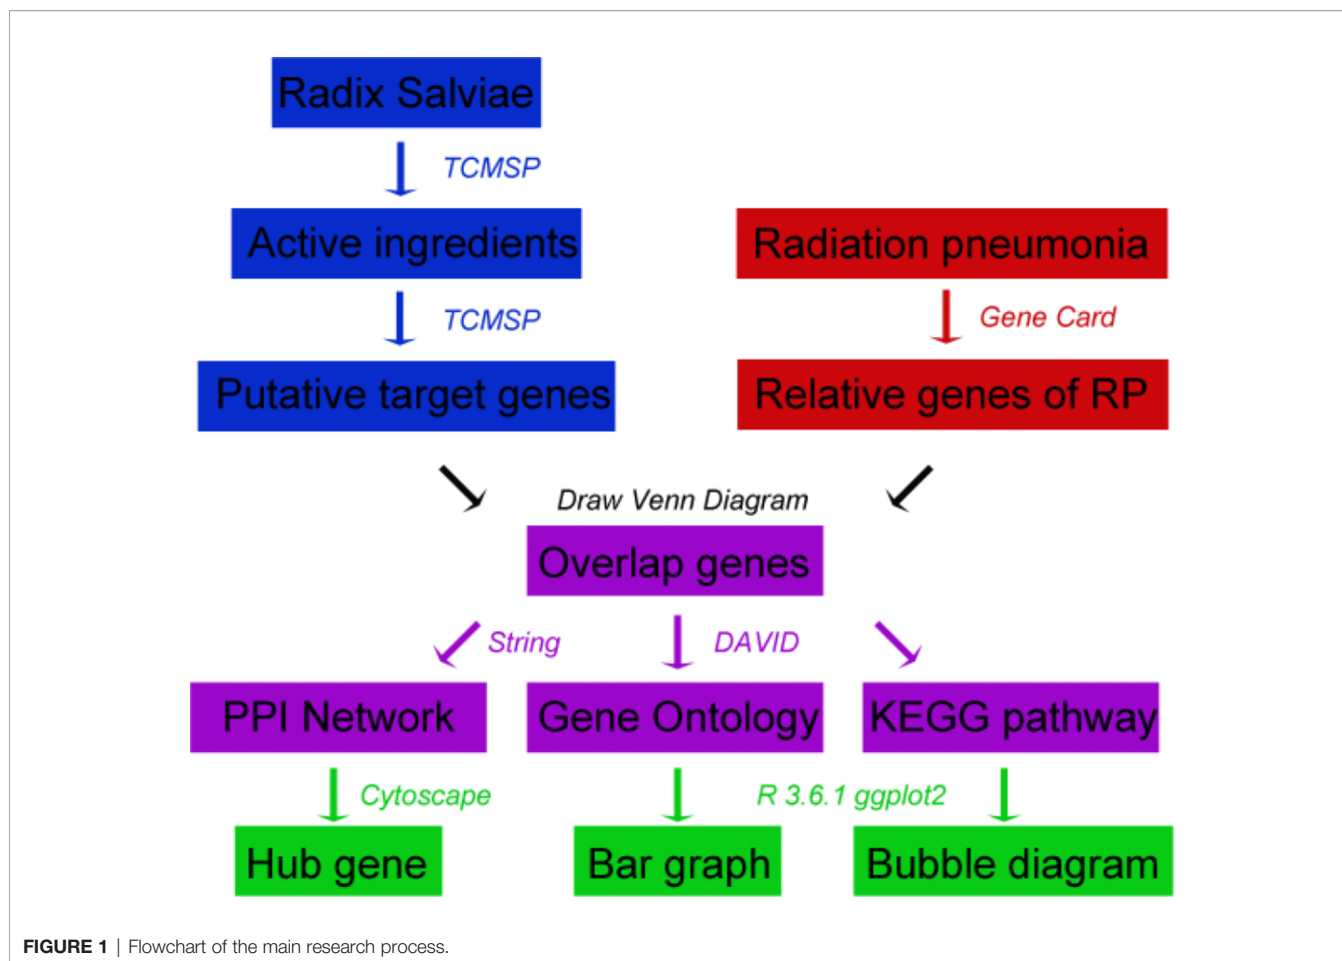 Radix Salviae
TCMSP
Active ingredients
Radiation pneumonia
TCMSP
Gene Card
Putative target genes
Relative genes of RP
Draw Venn Diagram
Overlap genes
String
DAVID
PPI Network
Gene Ontology
KEGG pathway
Cytoscape
R 3.6.1 ggplot2
Hub gene
Bar graph
Bubble diagram
FIGURE 1 | Flowchart of the main research process.